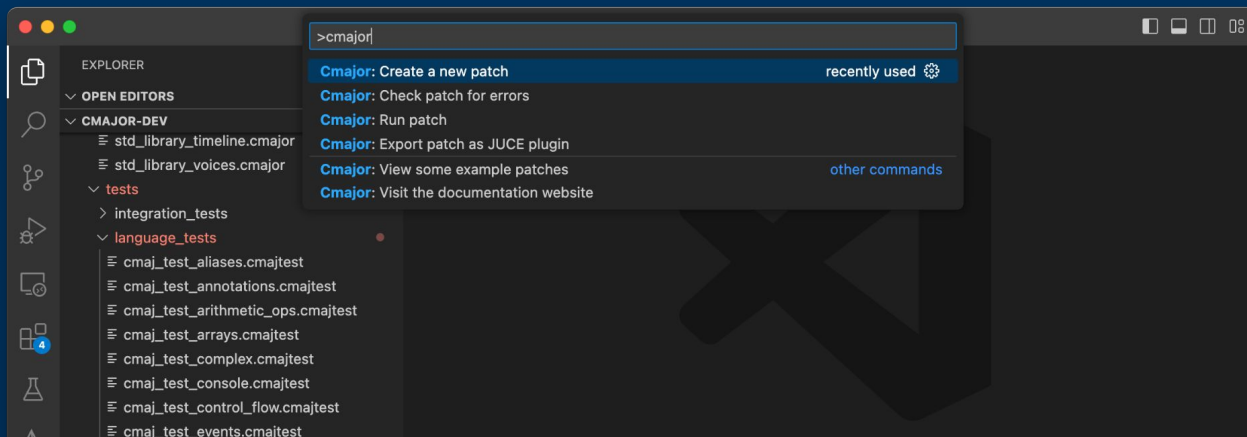 >cmajor
EXPLORER
Cmajor: Create a new patch recently used
OPEN EDITORS
Cmajor: Check patch for errors
CMAJOR-DEV
Cmajor: Run patch
std_library_timeline.cmajor
Cmajor: Export patch as JUCE plugin
std_library_voices.cmajor
Cmajor: View some example patches other commands
tests
Cmajor: Visit the documentation website
integration_tests
language_tests
cmaj_test_aliases.cmajtest
cmaj_test_annotations.cmajtest
cmaj_test_arithmetic_ops.cmajtest
cmaj_test_arrays.cmajtest
4
cmaj_test_complex.cmajtest
cmaj_test_console.cmajtest
cmaj_test_control_flow.cmajtest
cmaj_test_events.cmajtest